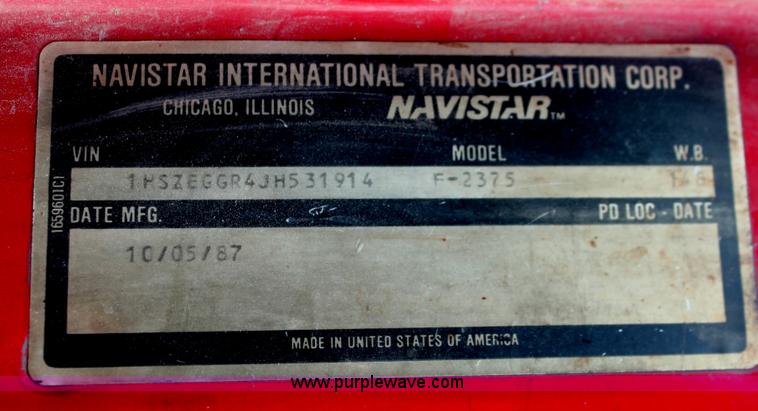 NAVISTAR INTERNATIONAL TRANSPORTATION CORP.
CHICAGO, ILLINOIS NAVISTAR™
VIN MODEL W.B.
1HSZEGGR4JH531914 F-2375
DATE MFG. PD LOC - DATE
10/05/87
MADE IN UNITED STATES OF AMERICA
1659601C1
www.purplewave.com